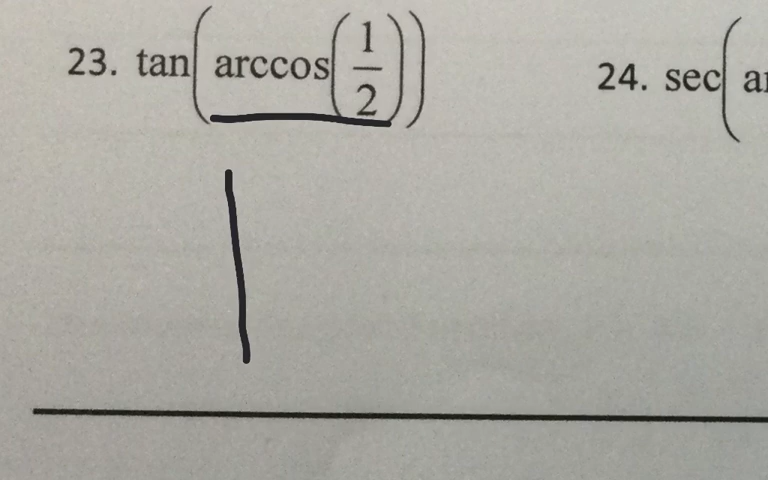 23. tan(arccos(1/2))
24. sec(